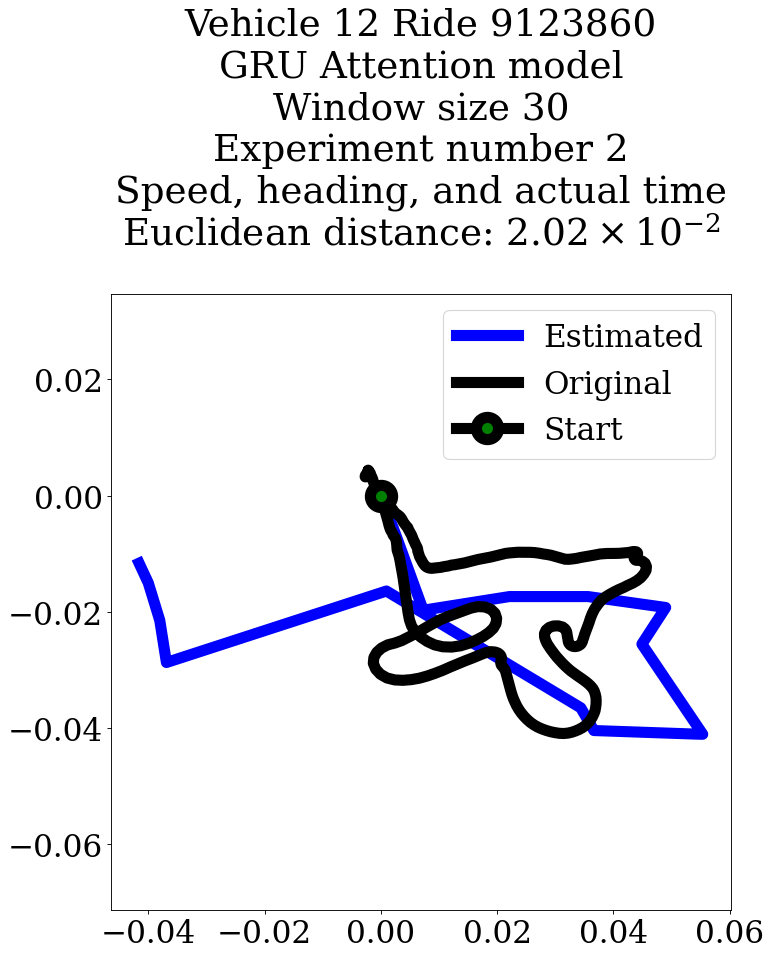 Vehicle 12 Ride 9123860
GRU Attention model
Window size 30
Experiment number 2
Speed, heading, and actual time
Euclidean distance: 2.02 × 10⁻²
Estimated
Original
Start
0.02
0.00
−0.02
−0.04
−0.06
−0.04 −0.02 0.00 0.02 0.04 0.06